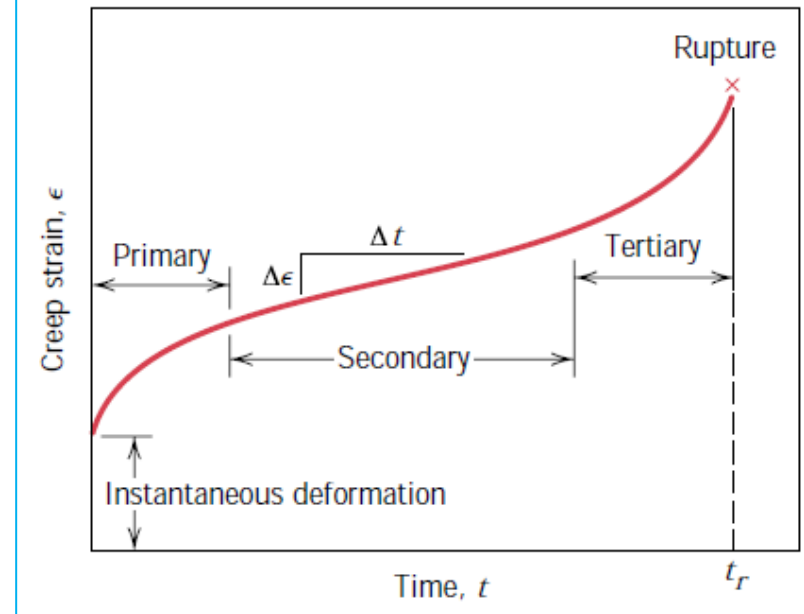 Rupture
×
Δt
Primary
Δϵ
Tertiary
Secondary
Creep strain, ϵ
Instantaneous deformation
Time, t
tr